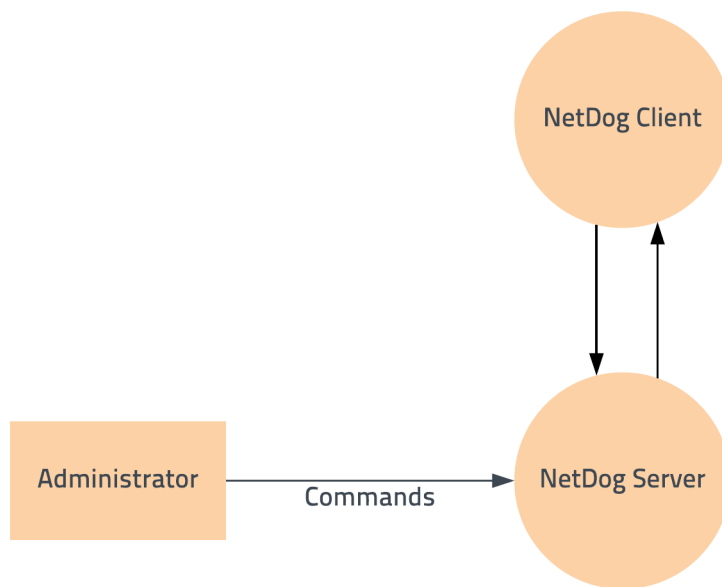 NetDog Client
Administrator
Commands
NetDog Server